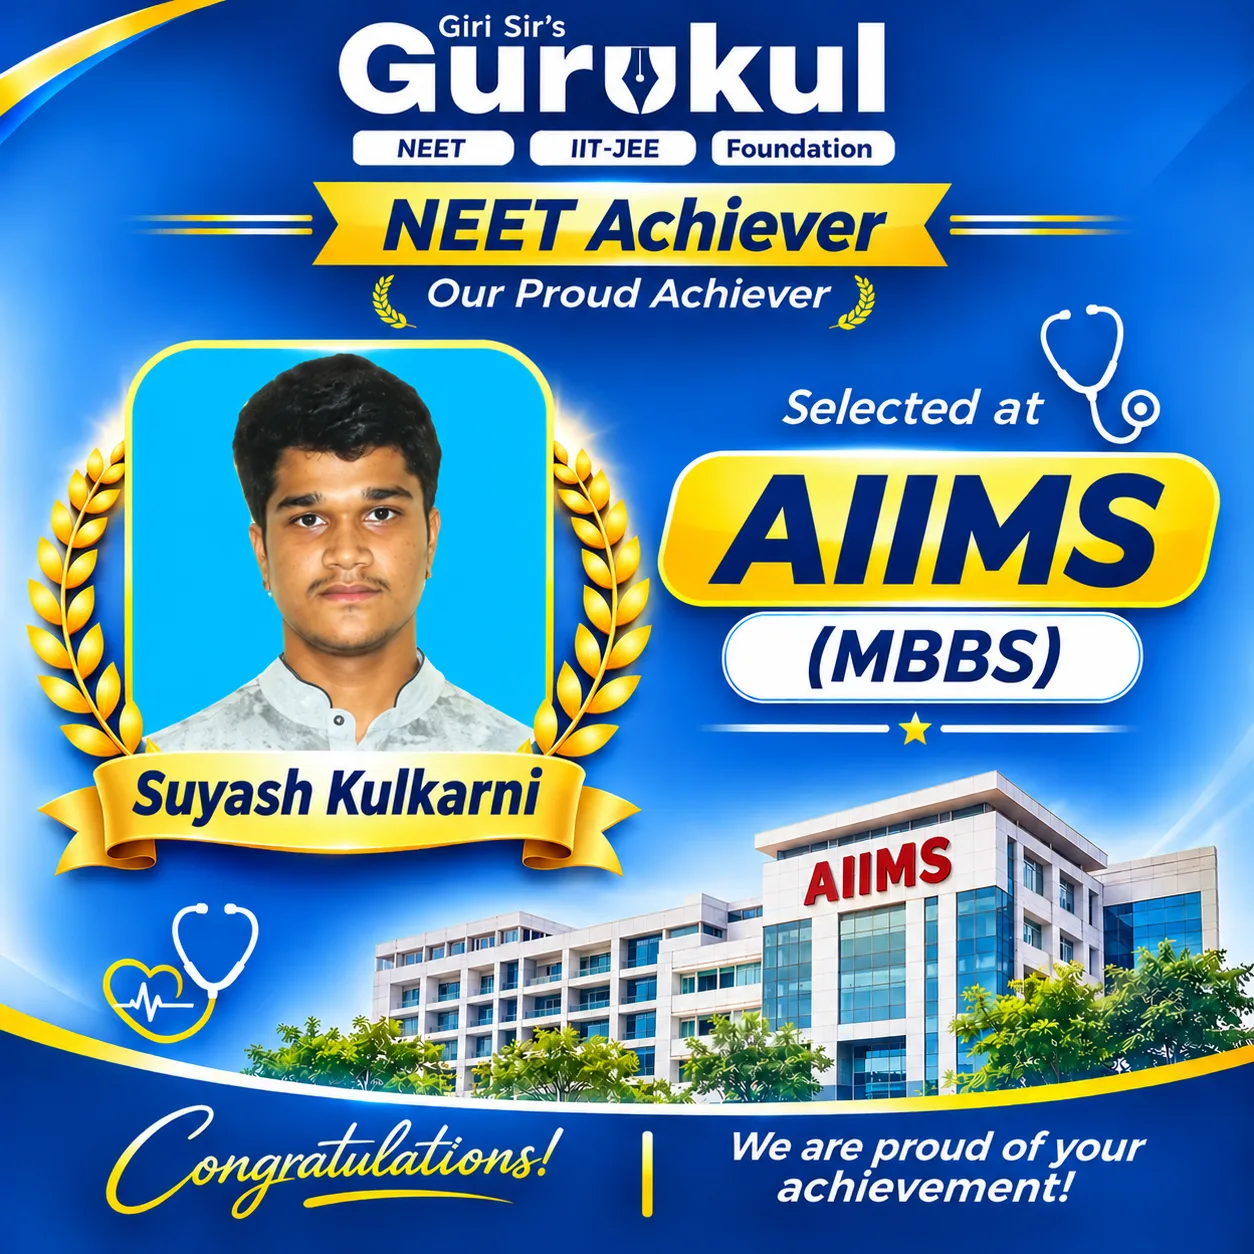 Giri Sir's
Gurukul
NEET IIT-JEE Foundation
NEET Achiever
Our Proud Achiever
Selected at
AIIMS
(MBBS)
Suyash Kulkarni
AIIMS
Congratulations!
We are proud of your
achievement!